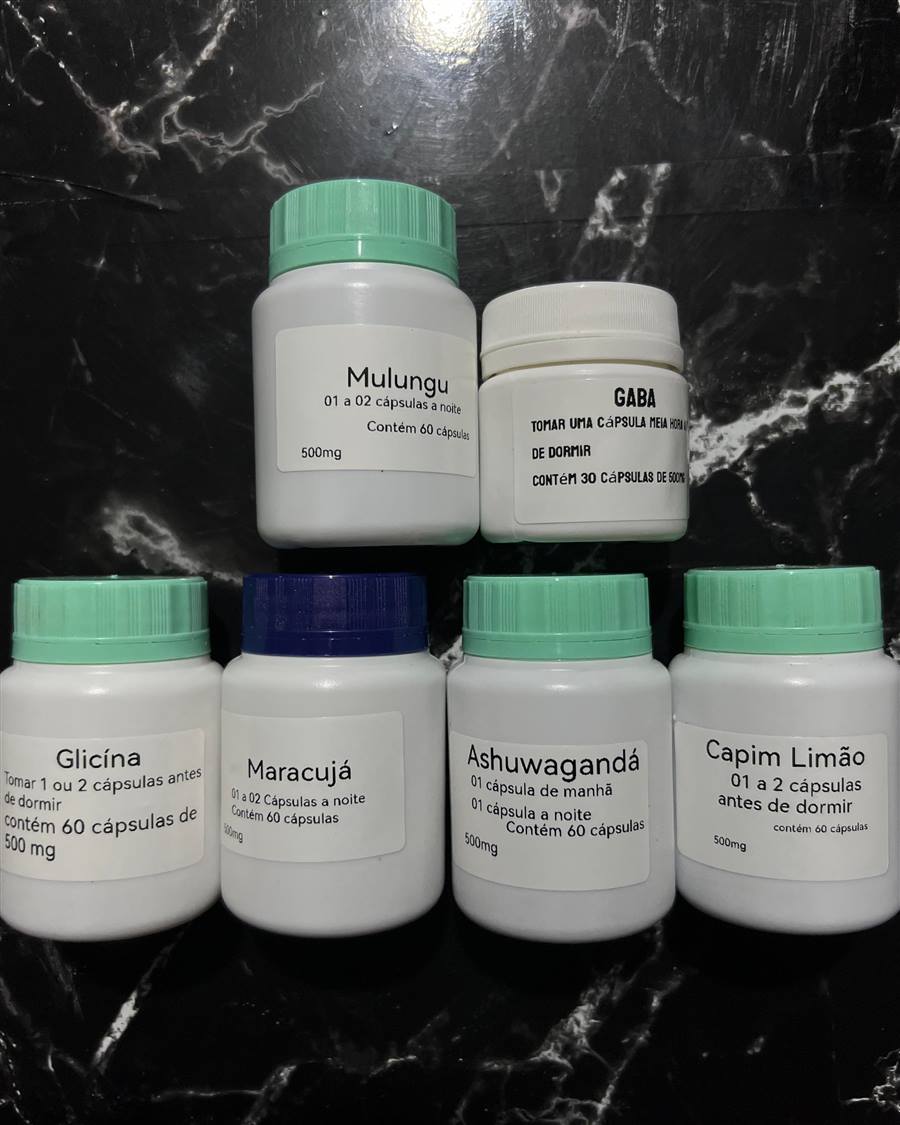 Mulungu
01 a 02 cápsulas a noite
Contém 60 cápsulas
500mg
GABA
TOMAR UMA CáPSULA MEIA HORA
DE DORMIR
CONTéM 30 CáPSULAS DE 500MG
Glicína
Tomar 1 ou 2 cápsulas antes
de dormir
contém 60 cápsulas de
500 mg
Maracujá
01 a 02 Cápsulas a noite
Contém 60 cápsulas
500mg
Ashuwagandá
01 cápsula de manhã
01 cápsula a noite
Contém 60 cápsulas
500mg
Capim Limão
01 a 2 cápsulas
antes de dormir
contém 60 cápsulas
500mg